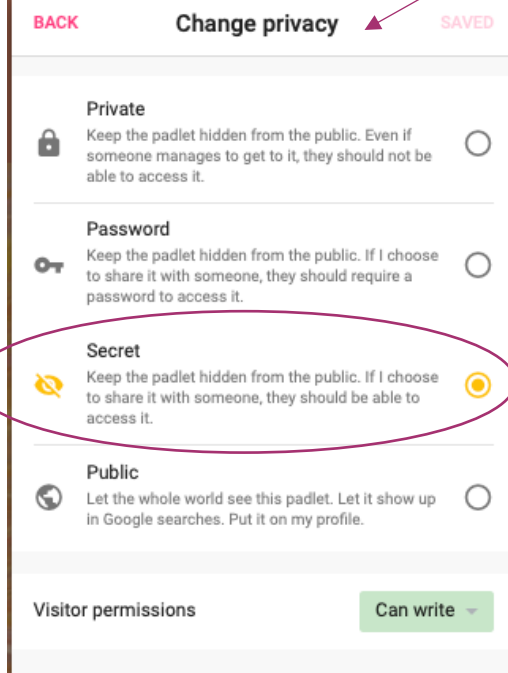 BACK Change privacy SAVED
Private
Keep the padlet hidden from the public. Even if
someone manages to get to it, they should not be
able to access it.
Password
Keep the padlet hidden from the public. If I choose
to share it with someone, they should require a
password to access it.
Secret
Keep the padlet hidden from the public. If I choose
to share it with someone, they should be able to
access it.
Public
Let the whole world see this padlet. Let it show up
in Google searches. Put it on my profile.
Visitor permissions Can write